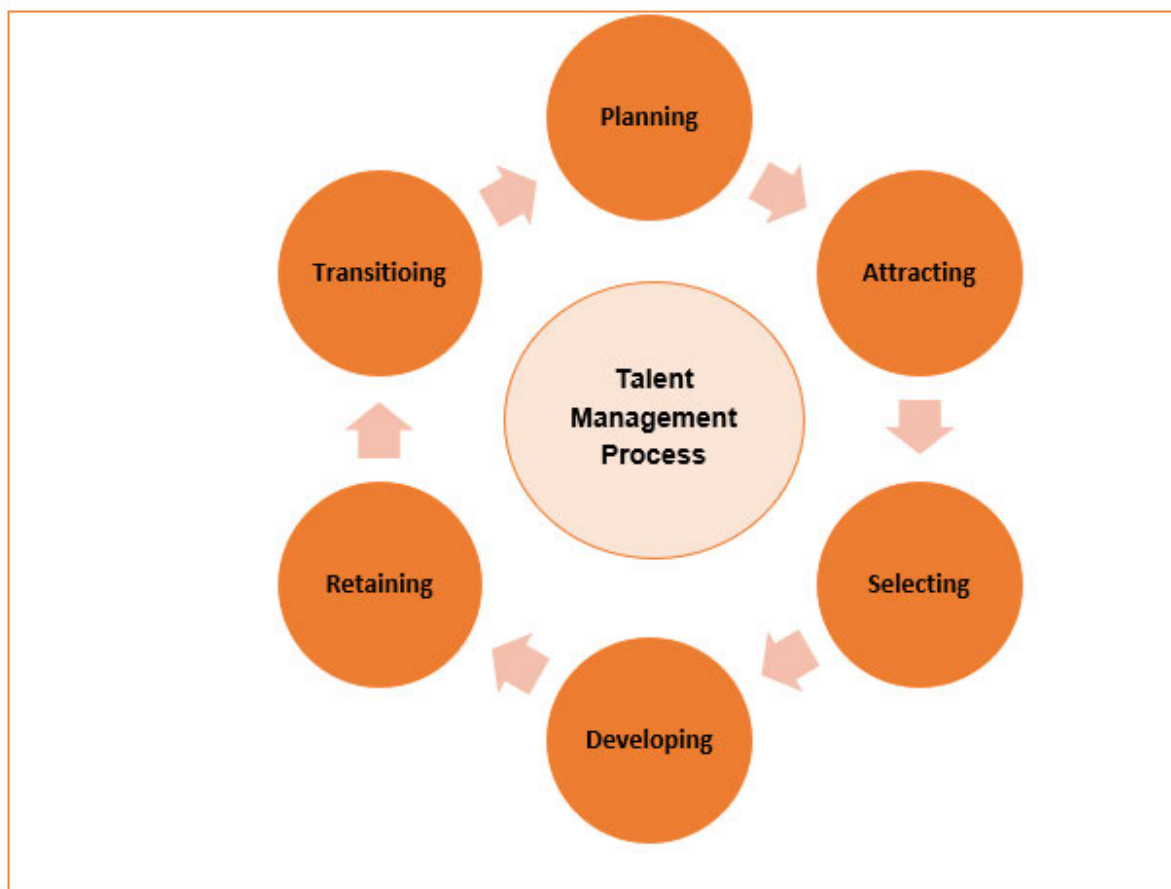 Planning
Attracting
Selecting
Developing
Retaining
Transitioing
Talent
Management
Process